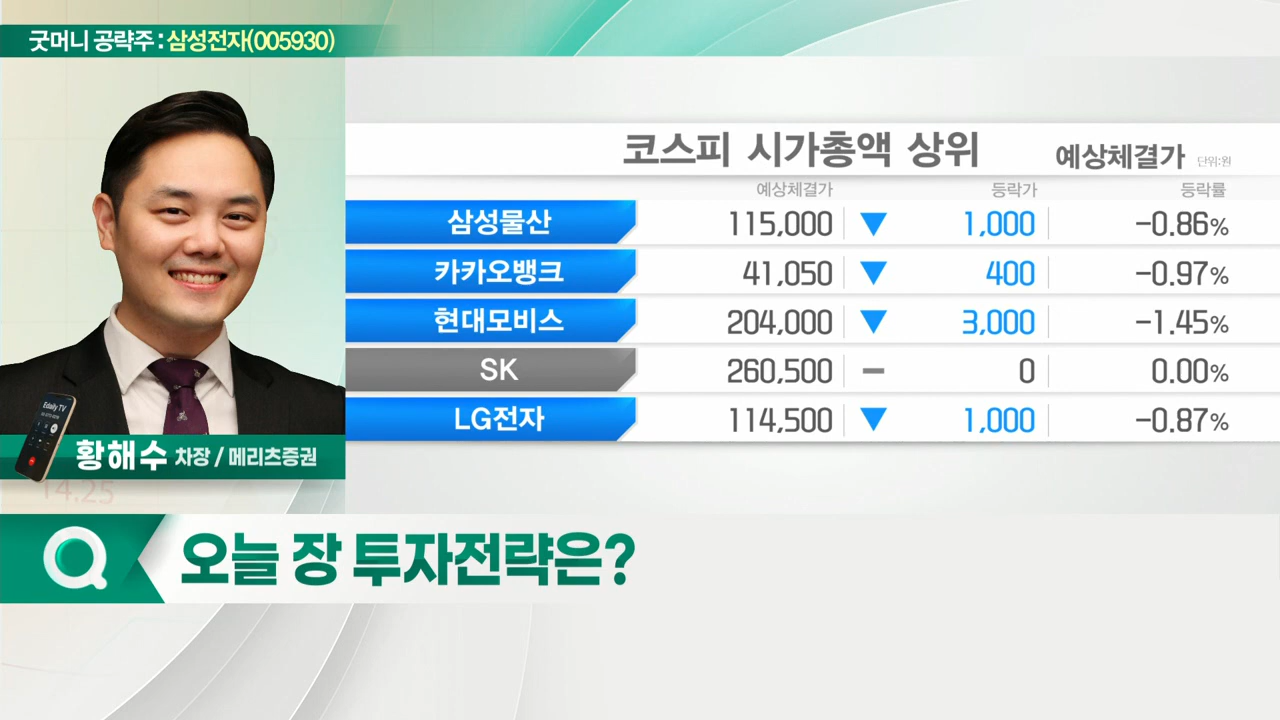 굿머니 공략주 : 삼성전자(005930)
코스피 시가총액 상위 예상체결가 단위:원
예상체결가 등락가 등락률
삼성물산 115,000 ▼ 1,000 -0.86%
카카오뱅크 41,050 ▼ 400 -0.97%
현대모비스 204,000 ▼ 3,000 -1.45%
SK 260,500 - 0 0.00%
LG전자 114,500 ▼ 1,000 -0.87%
Edaily TV
황해수 차장 / 메리츠증권
14.25
Q 오늘 장 투자전략은?